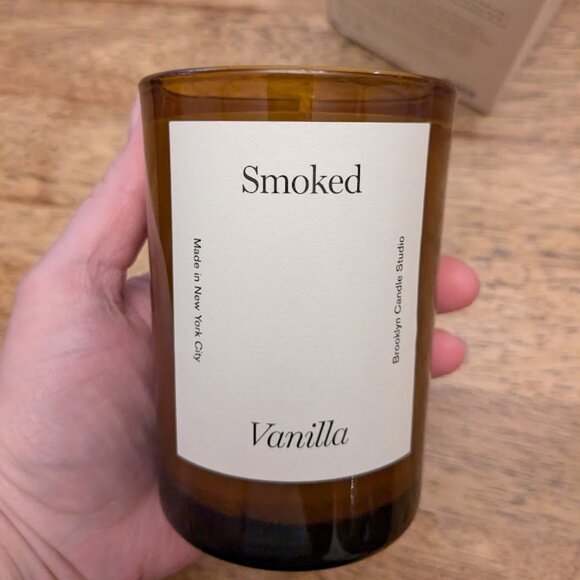 Smoked
Made in New York City
Brooklyn Candle Studio
Vanilla